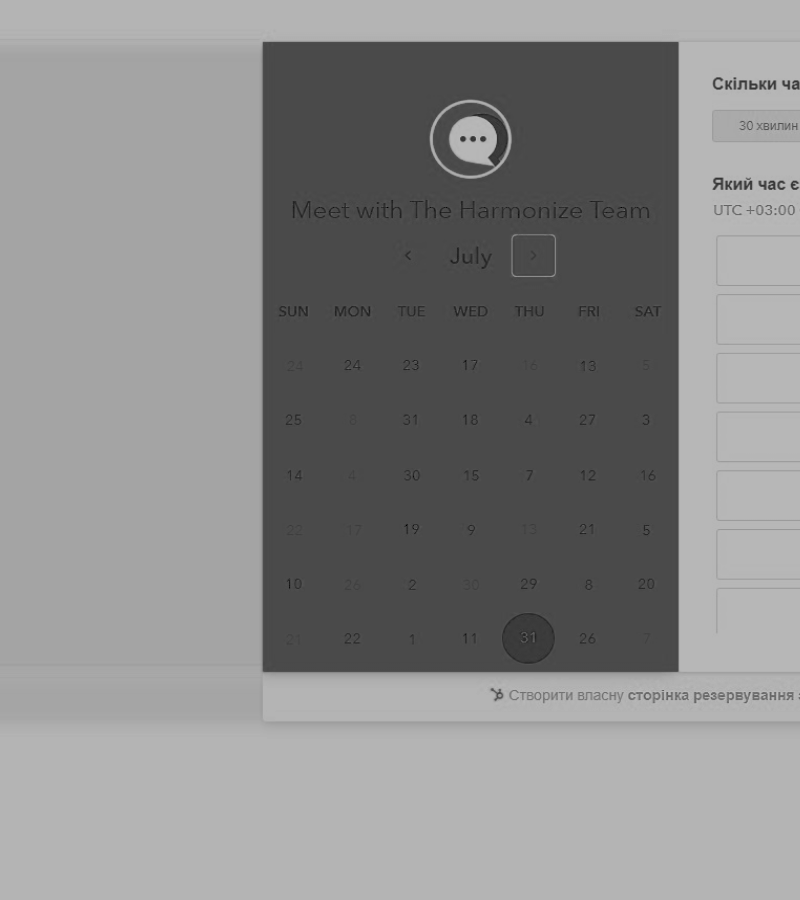 Скільки ча
30 хвилин
Meet with The Harmonize Team
July
Який час є
UTC +03:00
SUN MON TUE WED THU FRI SAT
24 24 23 17 16 13 5
25 8 31 18 4 27 3
14 4 30 15 7 12 16
22 17 19 9 13 21 5
10 26 2 30 29 8 20
21 22 1 11 31 26 7
Створити власну сторінка резервування